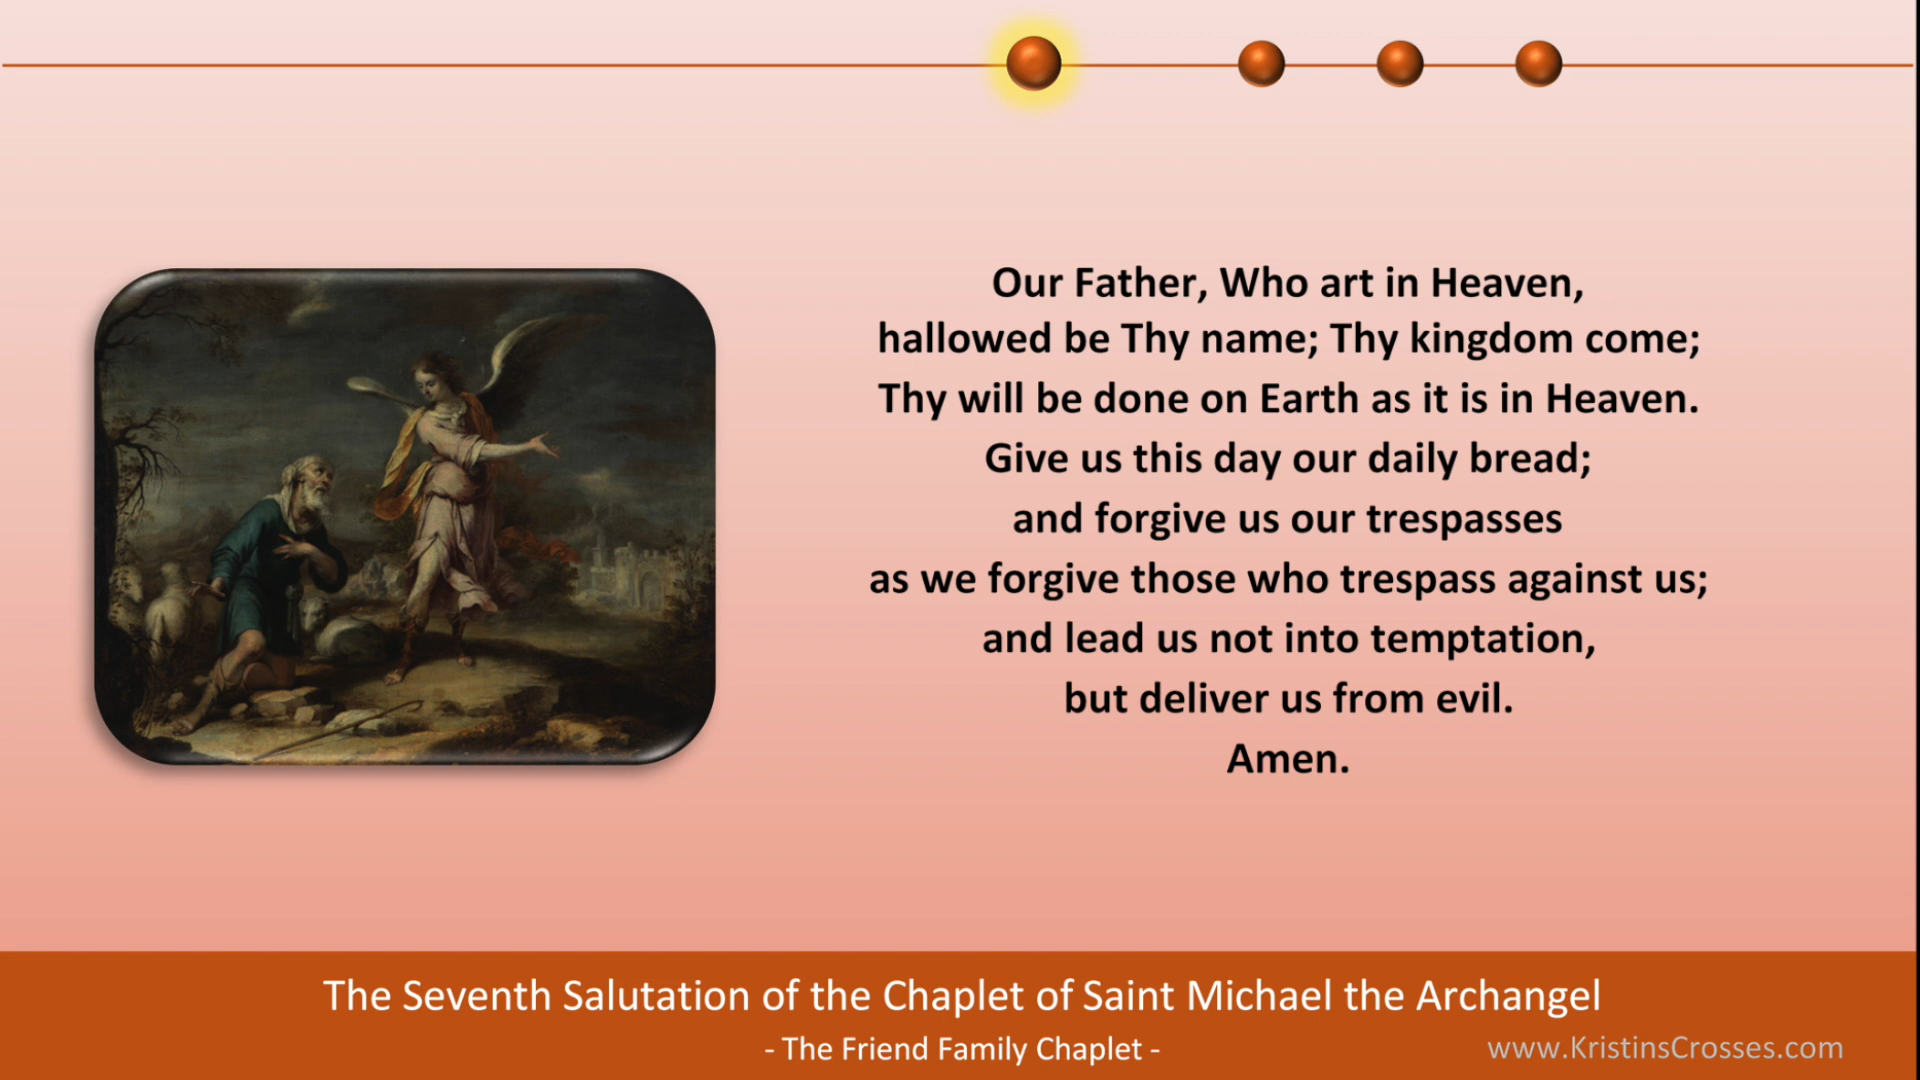 Our Father, Who art in Heaven,
hallowed be Thy name; Thy kingdom come;
Thy will be done on Earth as it is in Heaven.
Give us this day our daily bread;
and forgive us our trespasses
as we forgive those who trespass against us;
and lead us not into temptation,
but deliver us from evil.
Amen.
The Seventh Salutation of the Chaplet of Saint Michael the Archangel
- The Friend Family Chaplet -
www.KristinsCrosses.com